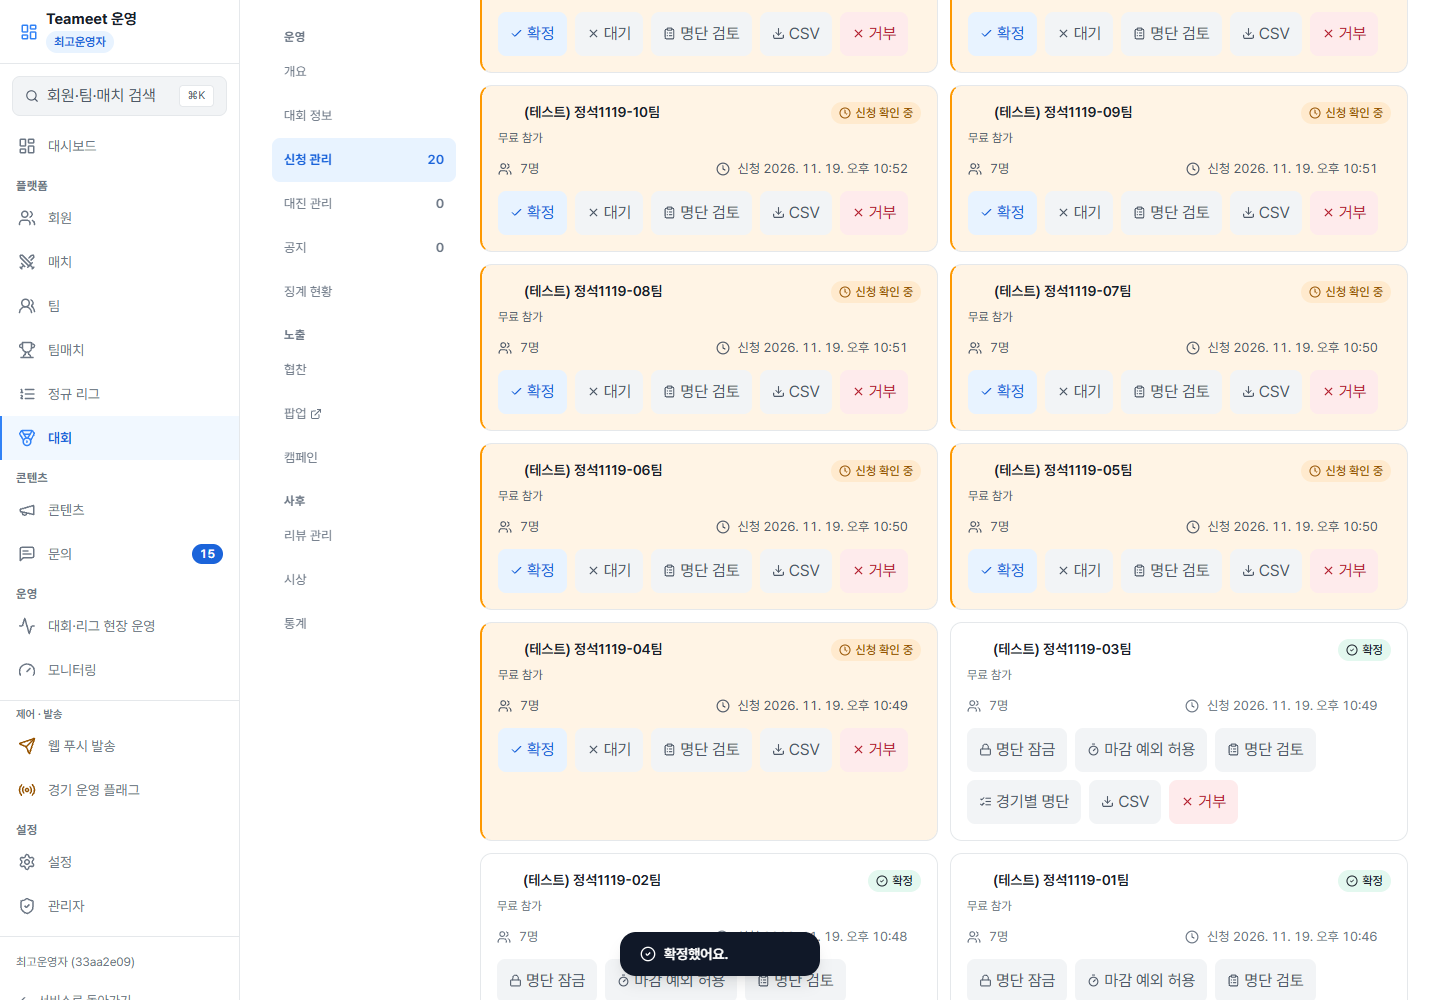 Teameet 운영
최고운영자
회원·팀·매치 검색 ⌘K
대시보드
플랫폼
회원
매치
팀
팀매치
정규 리그
대회
콘텐츠
콘텐츠
문의 15
운영
대회·리그 현장 운영
모니터링
제어·발송
웹 푸시 발송
경기 운영 플래그
설정
설정
관리자
최고운영자 (33aa2e09)
서비스로 돌아가기
운영
개요
대회 정보
신청 관리 20
대진 관리 0
공지 0
징계 현황
노출
협찬
팝업
캠페인
사후
리뷰 관리
시상
통계
확정 대기 명단 검토 CSV 거부
확정 대기 명단 검토 CSV 거부
(테스트) 정석1119-10팀 신청 확인 중
무료 참가
7명 신청 2026. 11. 19. 오후 10:52
확정 대기 명단 검토 CSV 거부
(테스트) 정석1119-09팀 신청 확인 중
무료 참가
7명 신청 2026. 11. 19. 오후 10:51
확정 대기 명단 검토 CSV 거부
(테스트) 정석1119-08팀 신청 확인 중
무료 참가
7명 신청 2026. 11. 19. 오후 10:51
확정 대기 명단 검토 CSV 거부
(테스트) 정석1119-07팀 신청 확인 중
무료 참가
7명 신청 2026. 11. 19. 오후 10:50
확정 대기 명단 검토 CSV 거부
(테스트) 정석1119-06팀 신청 확인 중
무료 참가
7명 신청 2026. 11. 19. 오후 10:50
확정 대기 명단 검토 CSV 거부
(테스트) 정석1119-05팀 신청 확인 중
무료 참가
7명 신청 2026. 11. 19. 오후 10:50
확정 대기 명단 검토 CSV 거부
(테스트) 정석1119-04팀 신청 확인 중
무료 참가
7명 신청 2026. 11. 19. 오후 10:49
확정 대기 명단 검토 CSV 거부
(테스트) 정석1119-03팀 확정
무료 참가
7명 신청 2026. 11. 19. 오후 10:49
명단 잠금 마감 예외 허용 명단 검토
경기별 명단 CSV 거부
(테스트) 정석1119-02팀 확정
무료 참가
7명 19. 오후 10:48
명단 잠금 마감 예외 허용 명단 검토
(테스트) 정석1119-01팀 확정
무료 참가
7명 신청 2026. 11. 19. 오후 10:46
명단 잠금 마감 예외 허용 명단 검토
확정했어요.